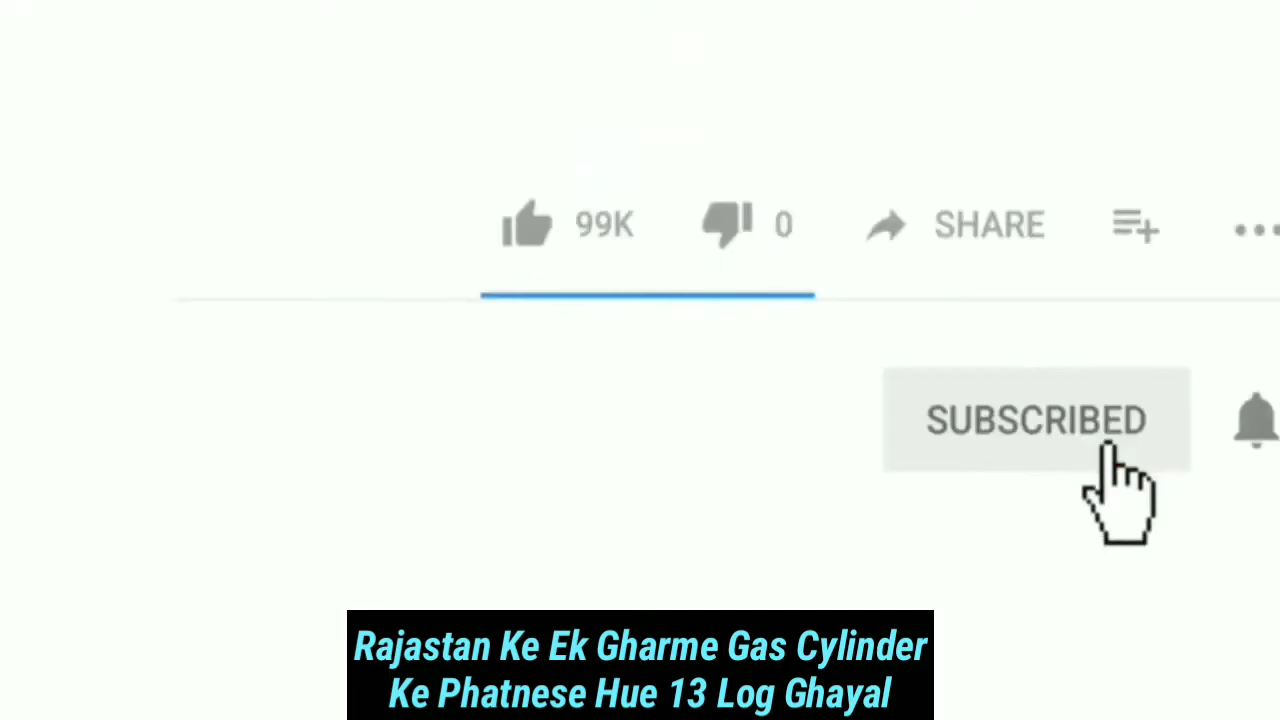 99K 0 SHARE
SUBSCRIBED
Rajastan Ke Ek Gharme Gas Cylinder
Ke Phatnese Hue 13 Log Ghayal